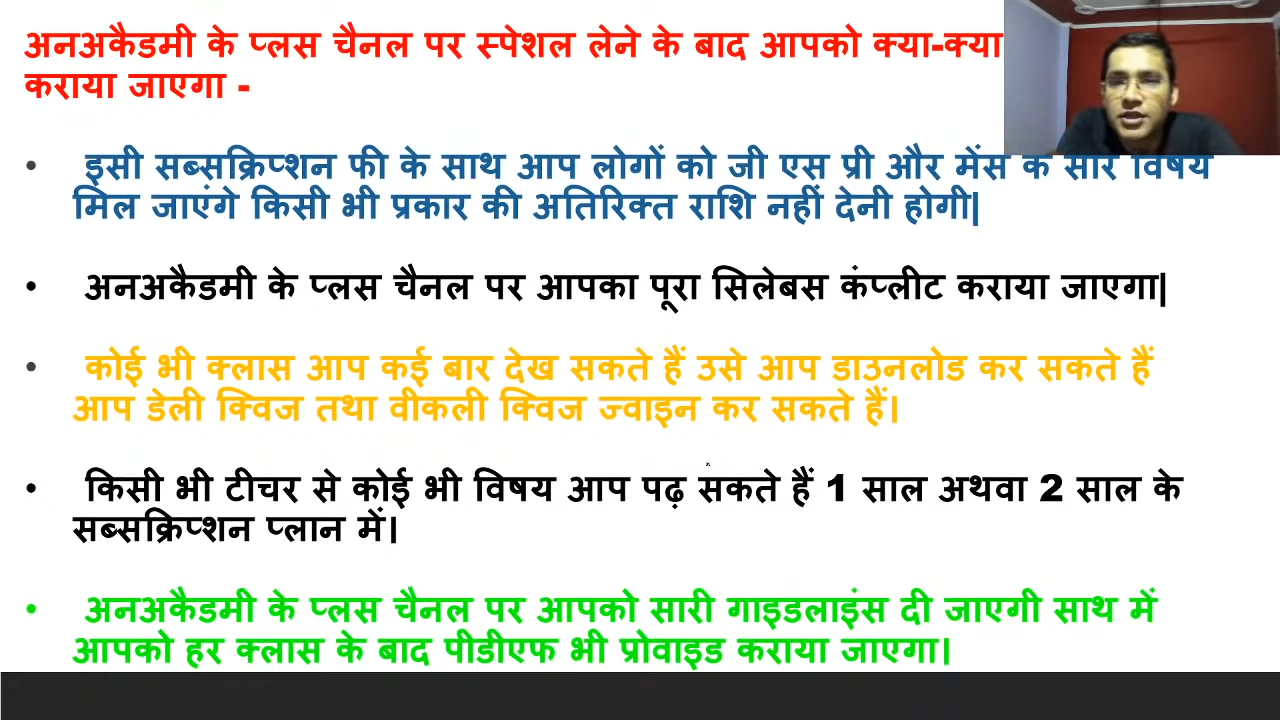 अनअकैडमी के प्लस चैनल पर स्पेशल लेने के बाद आपको क्या-क्या
कराया जाएगा -
• इसी सब्सक्रिप्शन फी के साथ आप लोगों को जी एस प्री और मेंस के सारे विषय
मिल जाएंगे किसी भी प्रकार की अतिरिक्त राशि नहीं देनी होगी|
• अनअकैडमी के प्लस चैनल पर आपका पूरा सिलेबस कंप्लीट कराया जाएगा|
• कोई भी क्लास आप कई बार देख सकते हैं उसे आप डाउनलोड कर सकते हैं
आप डेली क्विज तथा वीकली क्विज ज्वाइन कर सकते हैं।
• किसी भी टीचर से कोई भी विषय आप पढ़ सकते हैं 1 साल अथवा 2 साल के
सब्सक्रिप्शन प्लान में।
• अनअकैडमी के प्लस चैनल पर आपको सारी गाइडलाइंस दी जाएगी साथ में
आपको हर क्लास के बाद पीडीएफ भी प्रोवाइड कराया जाएगा।